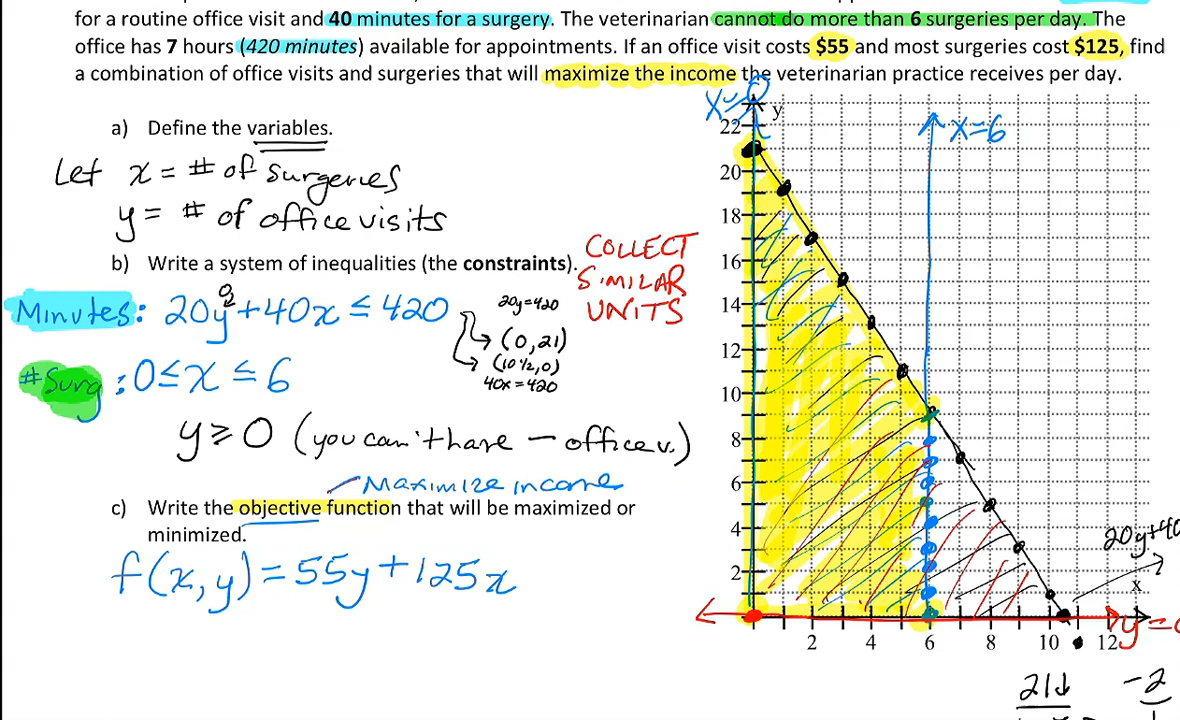 for a routine office visit and 40 minutes for a surgery. The veterinarian cannot do more than 6 surgeries per day. The
office has 7 hours (420 minutes) available for appointments. If an office visit costs $55 and most surgeries cost $125, find
a combination of office visits and surgeries that will maximize the income the veterinarian practice receives per day.
a) Define the variables.
Let x = # of surgeries
y = # of office visits
b) Write a system of inequalities (the constraints).
COLLECT
SIMILAR
UNITS
Minutes: 20y + 40x ≤ 420
20y=420
(0,21)
(10 ½,0)
40x=420
# Surg: 0 ≤ x ≤ 6
y ≥ 0 (you can't have – office v.)
Maximize income
c) Write the objective function that will be maximized or
minimized.
f(x,y) = 55y + 125x
x=0
y
x=6
22
20
18
16
14
12
10
8
6
4
2
20y+40
x
2 4 6 8 10 12
y=0
21↓
-2